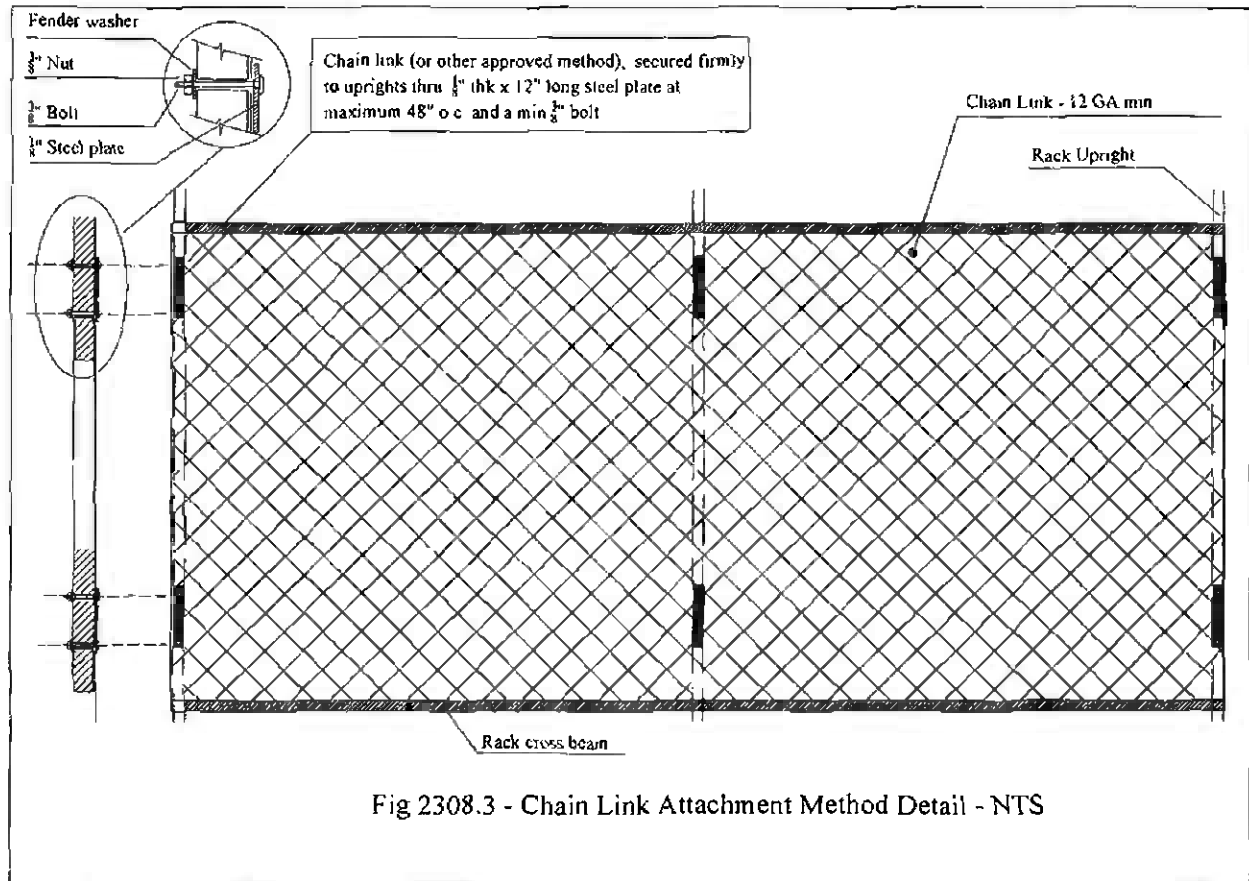 Fender washer
⅜" Nut
⅜" Bolt
⅛" Steel plate
Chain link (or other approved method), secured firmly
to uprights thru ⅛" thk x 12" long steel plate at
maximum 48" o c and a min ⅜" bolt
Chain Link - 12 GA min
Rack Upright
Rack cross beam
Fig 2308.3 - Chain Link Attachment Method Detail - NTS